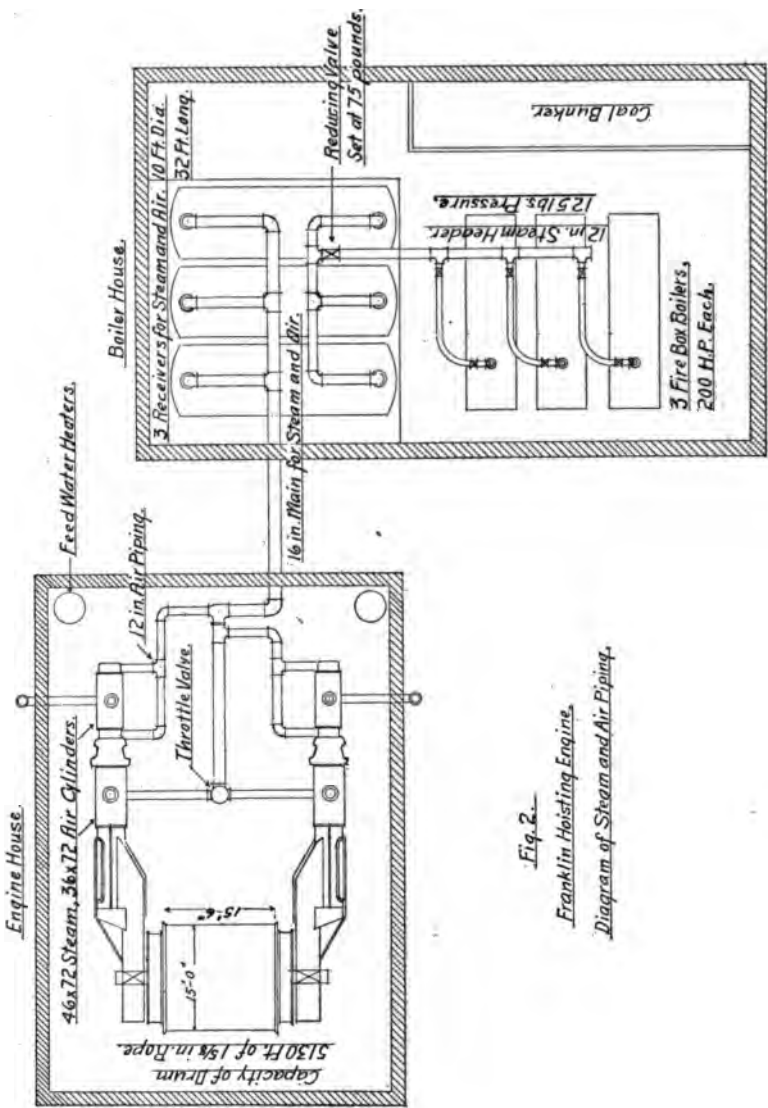 Engine House.
46x72 Steam, 36x72 Air Cylinders.
Capacity of Drum
5130 Ft. of 1 5/8 in. Rope.
15'-0"
15'-6"
Throttle Valve
12 in. Air Piping.
Feed Water Heaters.
Boiler House.
3 Receivers for Steam and Air. 10 Ft. Dia.
32 Ft. Long.
16 in. Main for Steam and Air.
Reducing Valve
Set at 75 pounds.
12 in. Steam Header.
125 lbs. Pressure.
Coal Bunker
3 Fire Box Boilers,
200 H.P. Each.
Fig. 2.
Franklin Hoisting Engine.
Diagram of Steam and Air Piping.